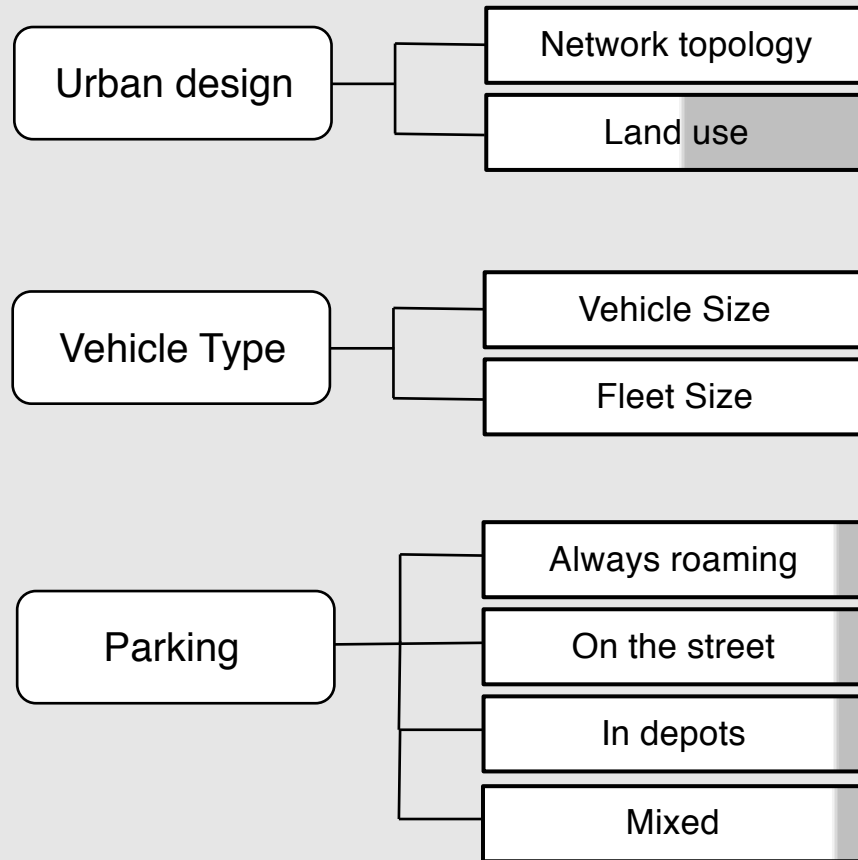 Urban design
Network topology
Land use
Vehicle Type
Vehicle Size
Fleet Size
Parking
Always roaming
On the street
In depots
Mixed